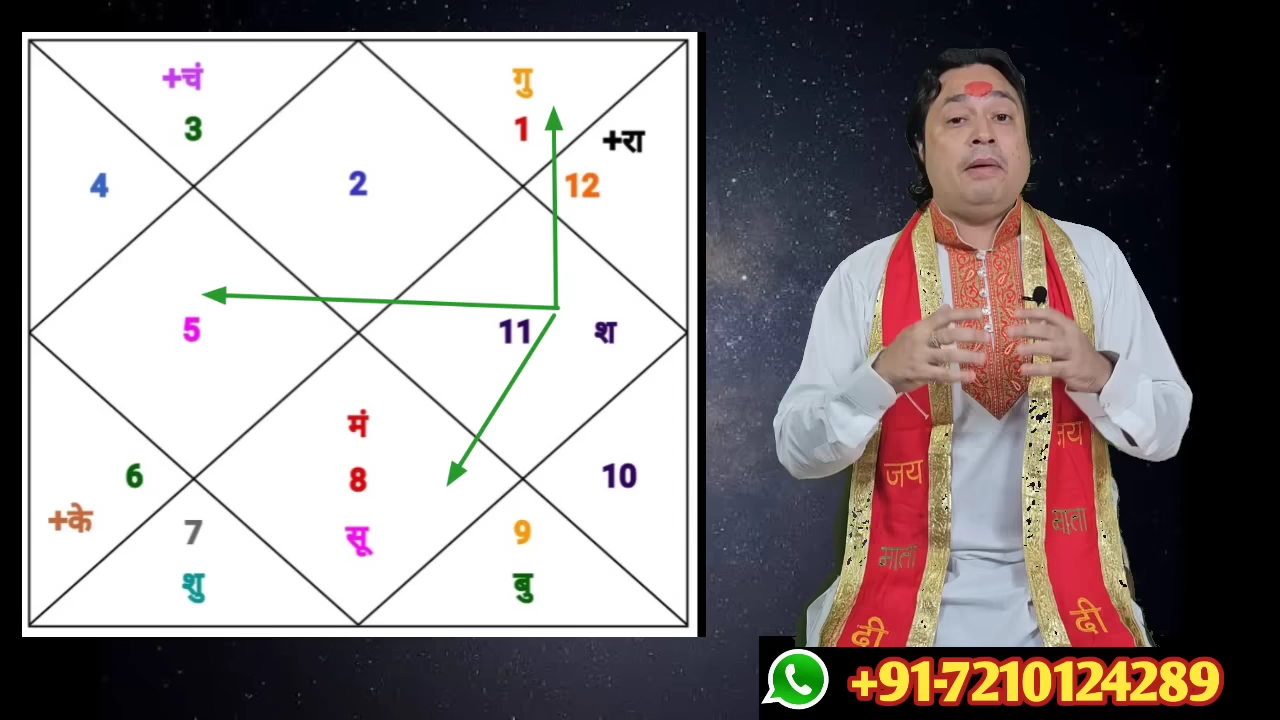 +चं
गु
3
1
+रा
4
2
12
5
11 श
मं
6
8
10
+के
7
सू
9
शु
बु
जय
जय
माता
माता
दी
दी
+91-7210124289